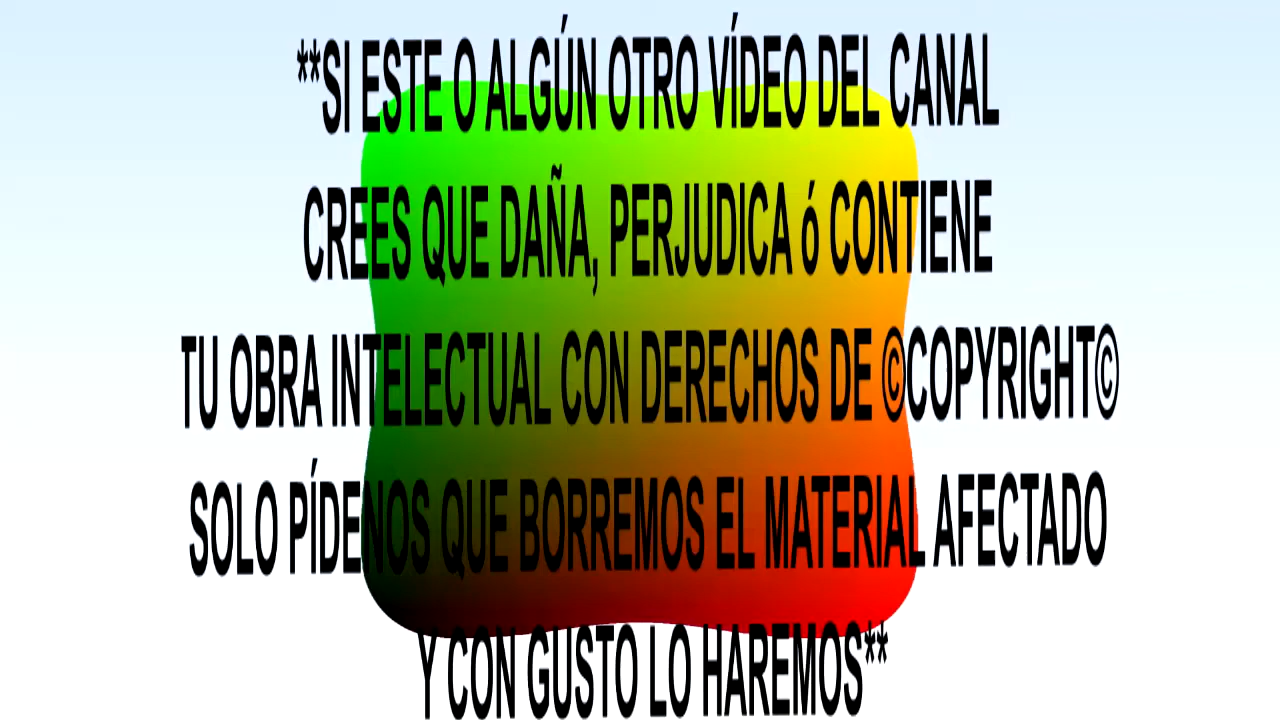 **SI ESTE O ALGÚN OTRO VÍDEO DEL CANAL
CREES QUE DAÑA, PERJUDICA ó CONTIENE
TU OBRA INTELECTUAL CON DERECHOS DE ©COPYRIGHT©
SOLO PÍDENOS QUE BORREMOS EL MATERIAL AFECTADO
Y CON GUSTO LO HAREMOS**